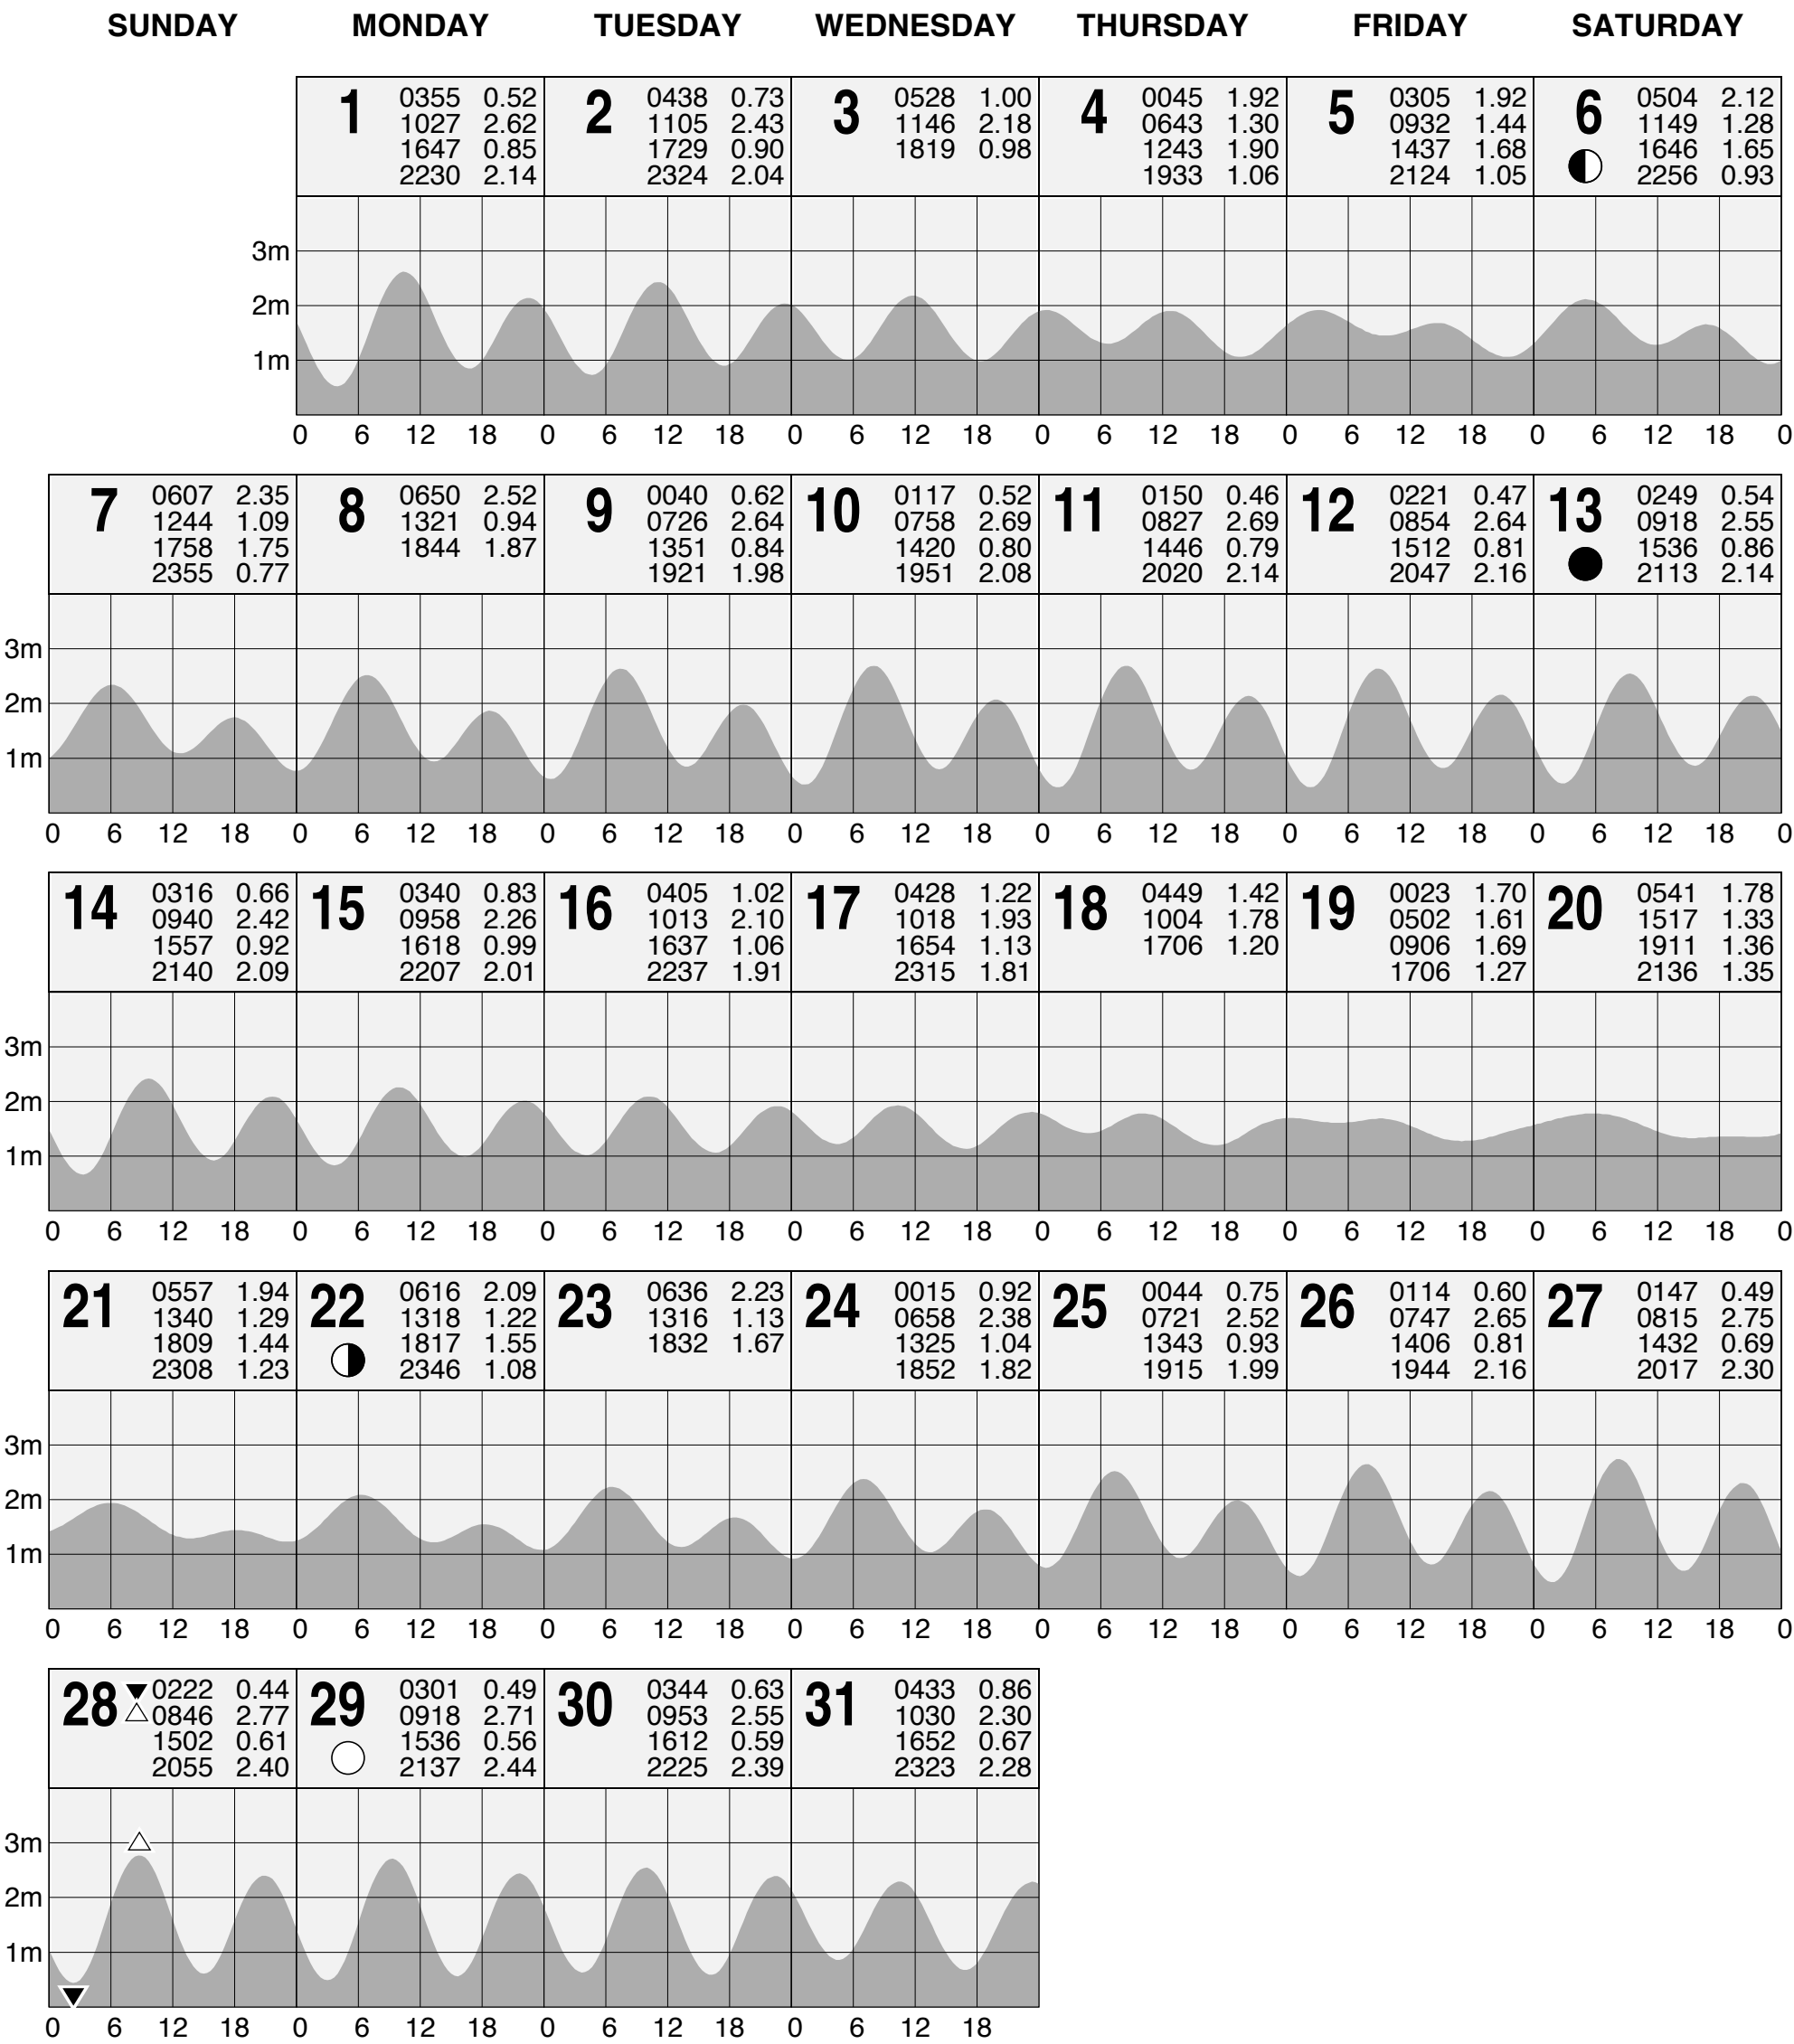 SUNDAY MONDAY TUESDAY WEDNESDAY THURSDAY FRIDAY SATURDAY
1 0355 0.52
1027 2.62
1647 0.85
2230 2.14
2 0438 0.73
1105 2.43
1729 0.90
2324 2.04
3 0528 1.00
1146 2.18
1819 0.98
4 0045 1.92
0643 1.30
1243 1.90
1933 1.06
5 0305 1.92
0932 1.44
1437 1.68
2124 1.05
6 0504 2.12
1149 1.28
1646 1.65
2256 0.93
3m
2m
1m
0 6 12 18 0 6 12 18 0 6 12 18 0 6 12 18 0 6 12 18 0 6 12 18 0
7 0607 2.35
1244 1.09
1758 1.75
2355 0.77
8 0650 2.52
1321 0.94
1844 1.87
9 0040 0.62
0726 2.64
1351 0.84
1921 1.98
10 0117 0.52
0758 2.69
1420 0.80
1951 2.08
11 0150 0.46
0827 2.69
1446 0.79
2020 2.14
12 0221 0.47
0854 2.64
1512 0.81
2047 2.16
13 0249 0.54
0918 2.55
1536 0.86
2113 2.14
3m
2m
1m
0 6 12 18 0 6 12 18 0 6 12 18 0 6 12 18 0 6 12 18 0 6 12 18 0 6 12 18 0
14 0316 0.66
0940 2.42
1557 0.92
2140 2.09
15 0340 0.83
0958 2.26
1618 0.99
2207 2.01
16 0405 1.02
1013 2.10
1637 1.06
2237 1.91
17 0428 1.22
1018 1.93
1654 1.13
2315 1.81
18 0449 1.42
1004 1.78
1706 1.20
19 0023 1.70
0502 1.61
0906 1.69
1706 1.27
20 0541 1.78
1517 1.33
1911 1.36
2136 1.35
3m
2m
1m
0 6 12 18 0 6 12 18 0 6 12 18 0 6 12 18 0 6 12 18 0 6 12 18 0 6 12 18 0
21 0557 1.94
1340 1.29
1809 1.44
2308 1.23
22 0616 2.09
1318 1.22
1817 1.55
2346 1.08
23 0636 2.23
1316 1.13
1832 1.67
24 0015 0.92
0658 2.38
1325 1.04
1852 1.82
25 0044 0.75
0721 2.52
1343 0.93
1915 1.99
26 0114 0.60
0747 2.65
1406 0.81
1944 2.16
27 0147 0.49
0815 2.75
1432 0.69
2017 2.30
3m
2m
1m
0 6 12 18 0 6 12 18 0 6 12 18 0 6 12 18 0 6 12 18 0 6 12 18 0 6 12 18 0
28 0222 0.44
0846 2.77
1502 0.61
2055 2.40
29 0301 0.49
0918 2.71
1536 0.56
2137 2.44
30 0344 0.63
0953 2.55
1612 0.59
2225 2.39
31 0433 0.86
1030 2.30
1652 0.67
2323 2.28
3m
2m
1m
0 6 12 18 0 6 12 18 0 6 12 18 0 6 12 18